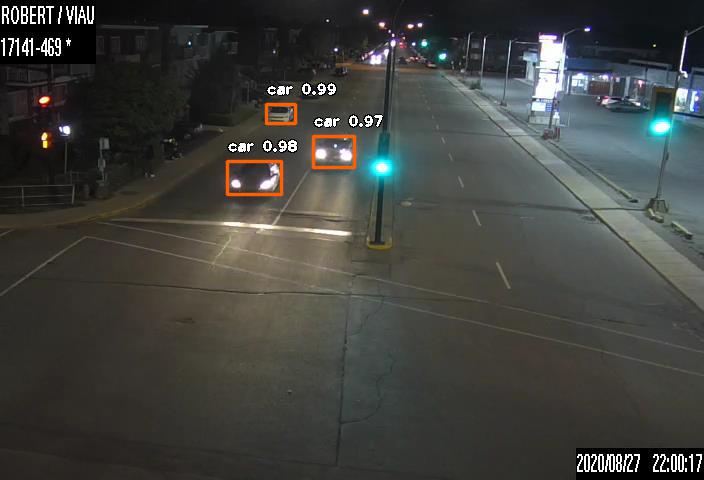 ROBERT / VIAU
17141-469 *
car 0.99
car 0.97
car 0.98
2020/08/27 22:00:17